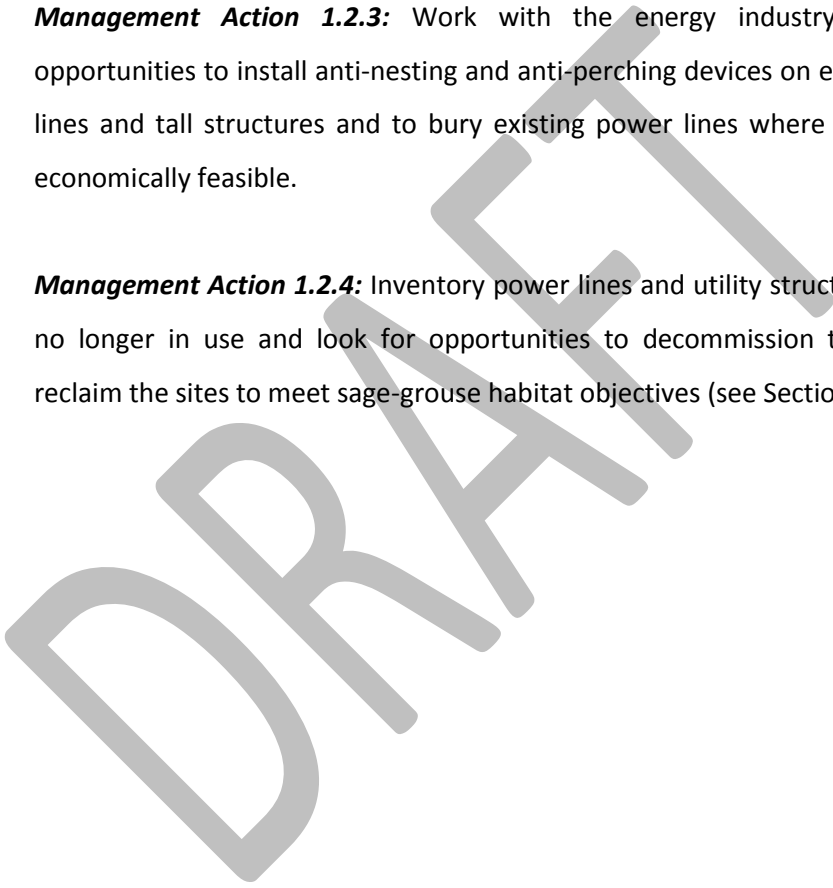 Management Action 1.2.3: Work with the energy industry
opportunities to install anti-nesting and anti-perching devices on e
lines and tall structures and to bury existing power lines where
economically feasible.
Management Action 1.2.4: Inventory power lines and utility struct
no longer in use and look for opportunities to decommission t
reclaim the sites to meet sage-grouse habitat objectives (see Sectio
DRAFT